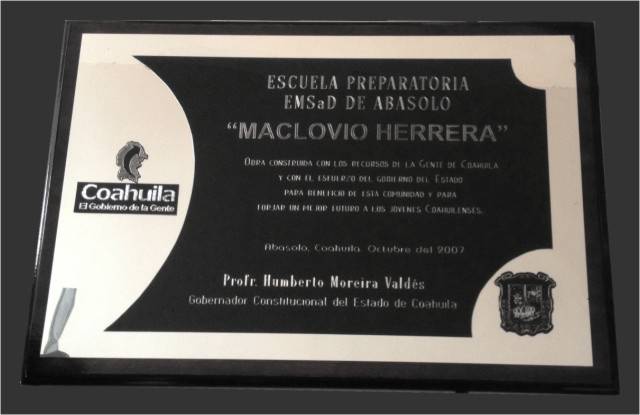 ESCUELA PREPARATORIA
EMSaD DE ABASOLO
“MACLOVIO HERRERA”
OBRA CONSTRUIDA CON LOS RECURSOS DE LA GENTE DE COAHUILA
Y CON EL ESFUERZO DEL GOBIERNO DEL ESTADO
PARA BENEFICIO DE ESTA COMUNIDAD Y PARA
FORJAR UN MEJOR FUTURO A LOS JOVENES COAHUILENSES.
Coahuila
El Gobierno de la Gente
Abasolo, Coahuila. Octubre del 2007
Profr. Humberto Moreira Valdés
Gobernador Constitucional del Estado de Coahuila